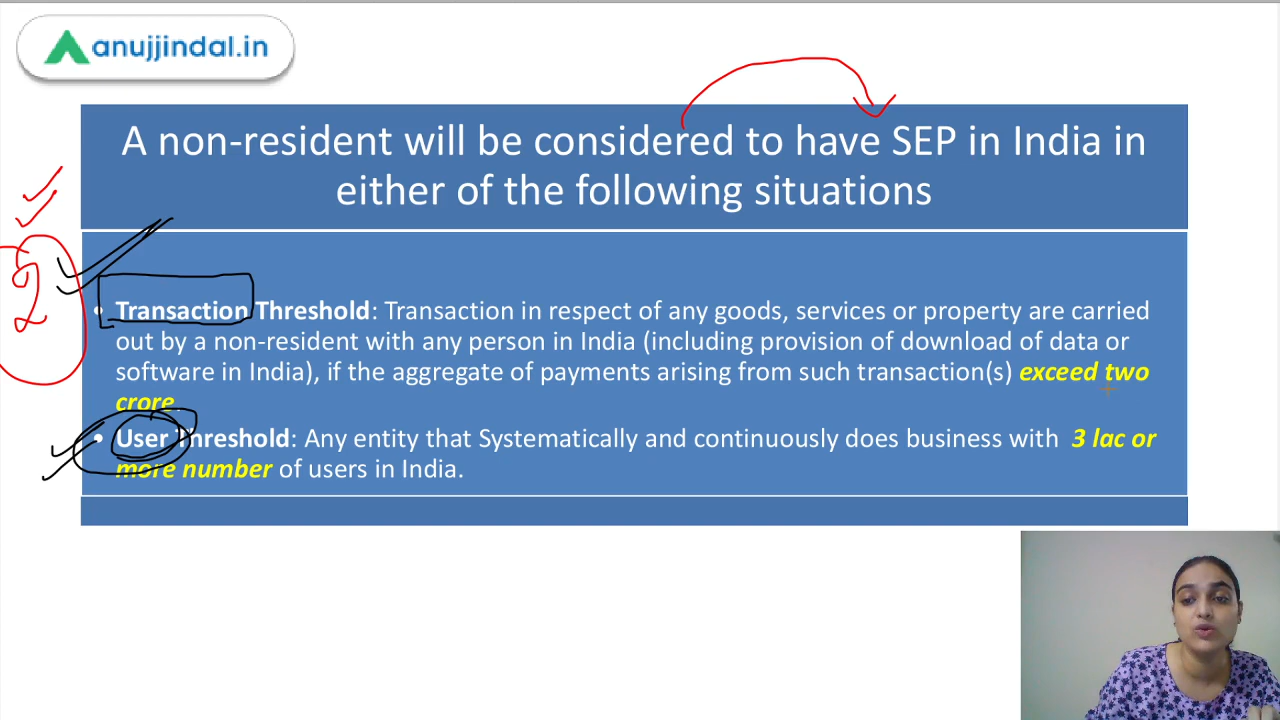 anujjindal.in
A non-resident will be considered to have SEP in India in
either of the following situations
2
• Transaction Threshold: Transaction in respect of any goods, services or property are carried
out by a non-resident with any person in India (including provision of download of data or
software in India), if the aggregate of payments arising from such transaction(s) exceed two
crore.
• User Threshold: Any entity that Systematically and continuously does business with 3 lac or
more number of users in India.